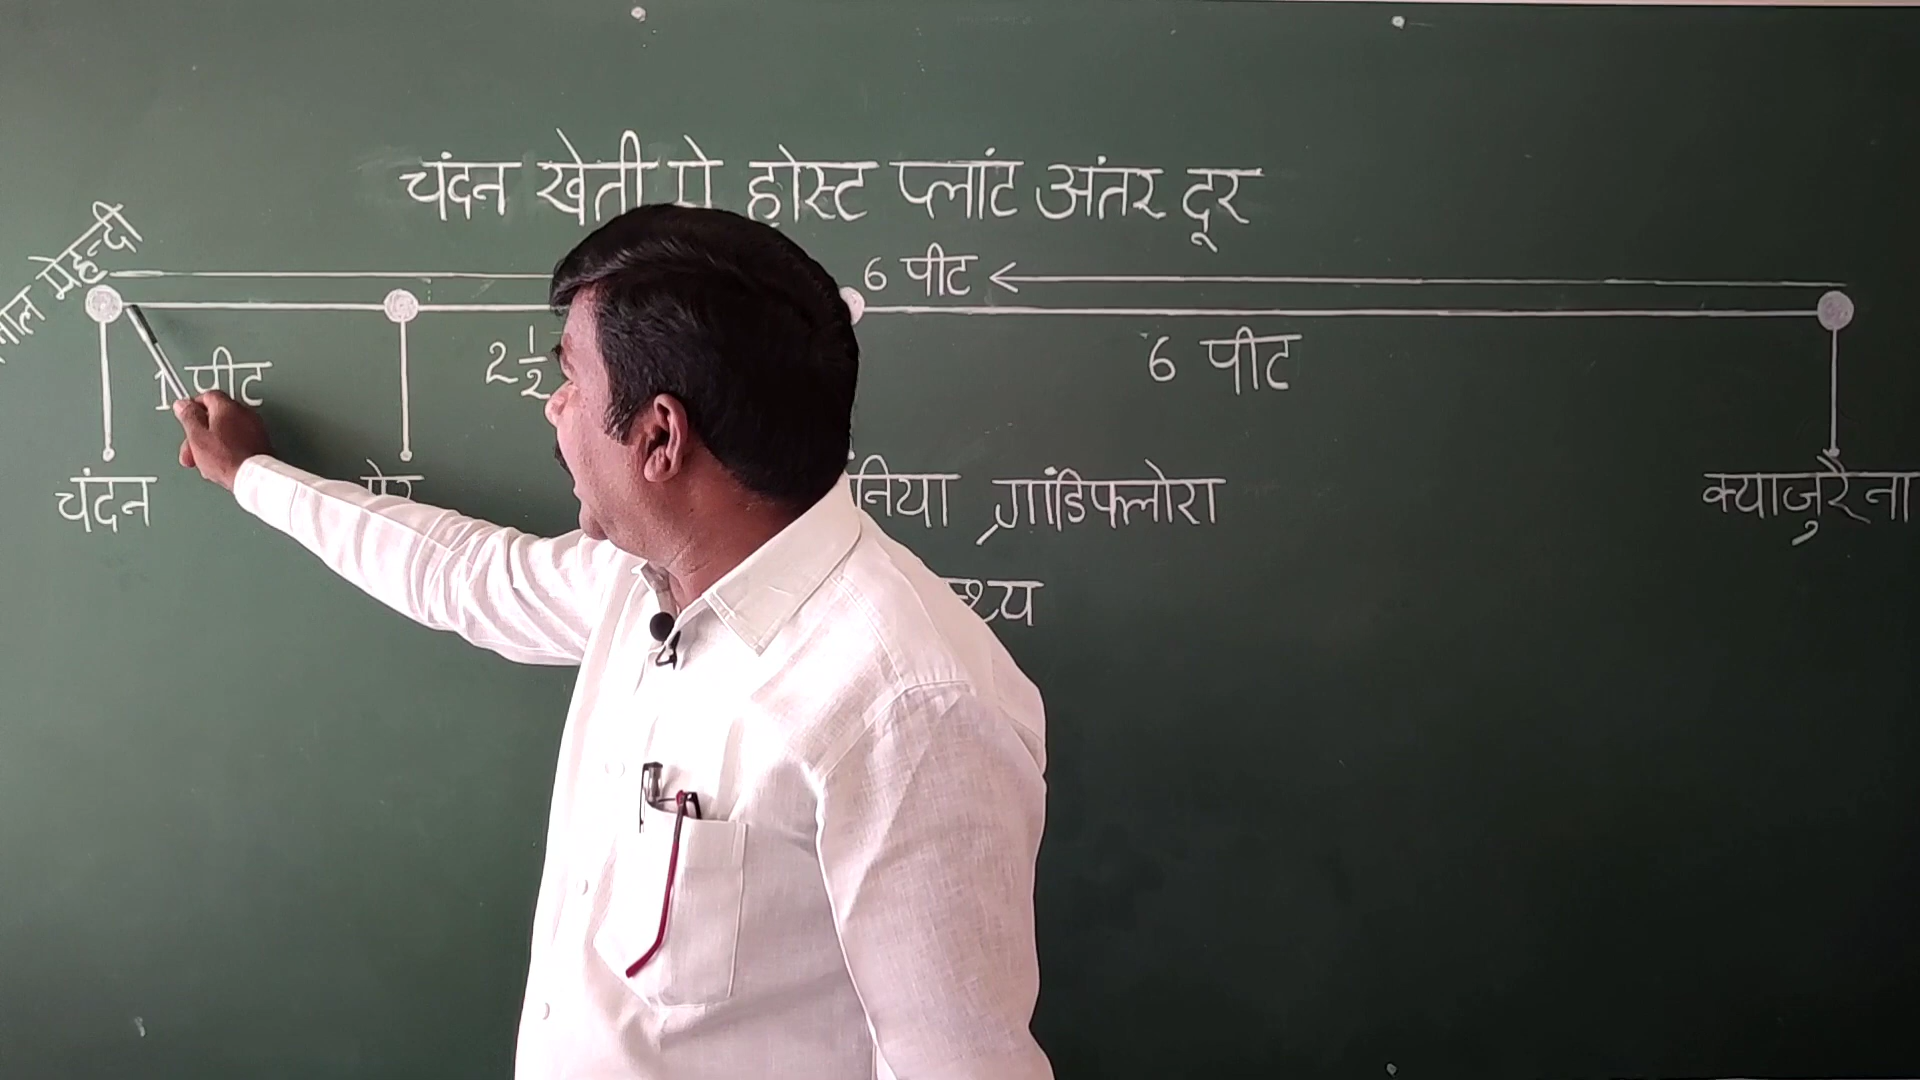 चंदन खेती मे होस्ट प्लांट अंतर दूर
मेहन्दी
6 पीट
1 पीट
2 1/2
6 पीट
चंदन
ग्रांडिफ्लोरा
क्याजुरैना